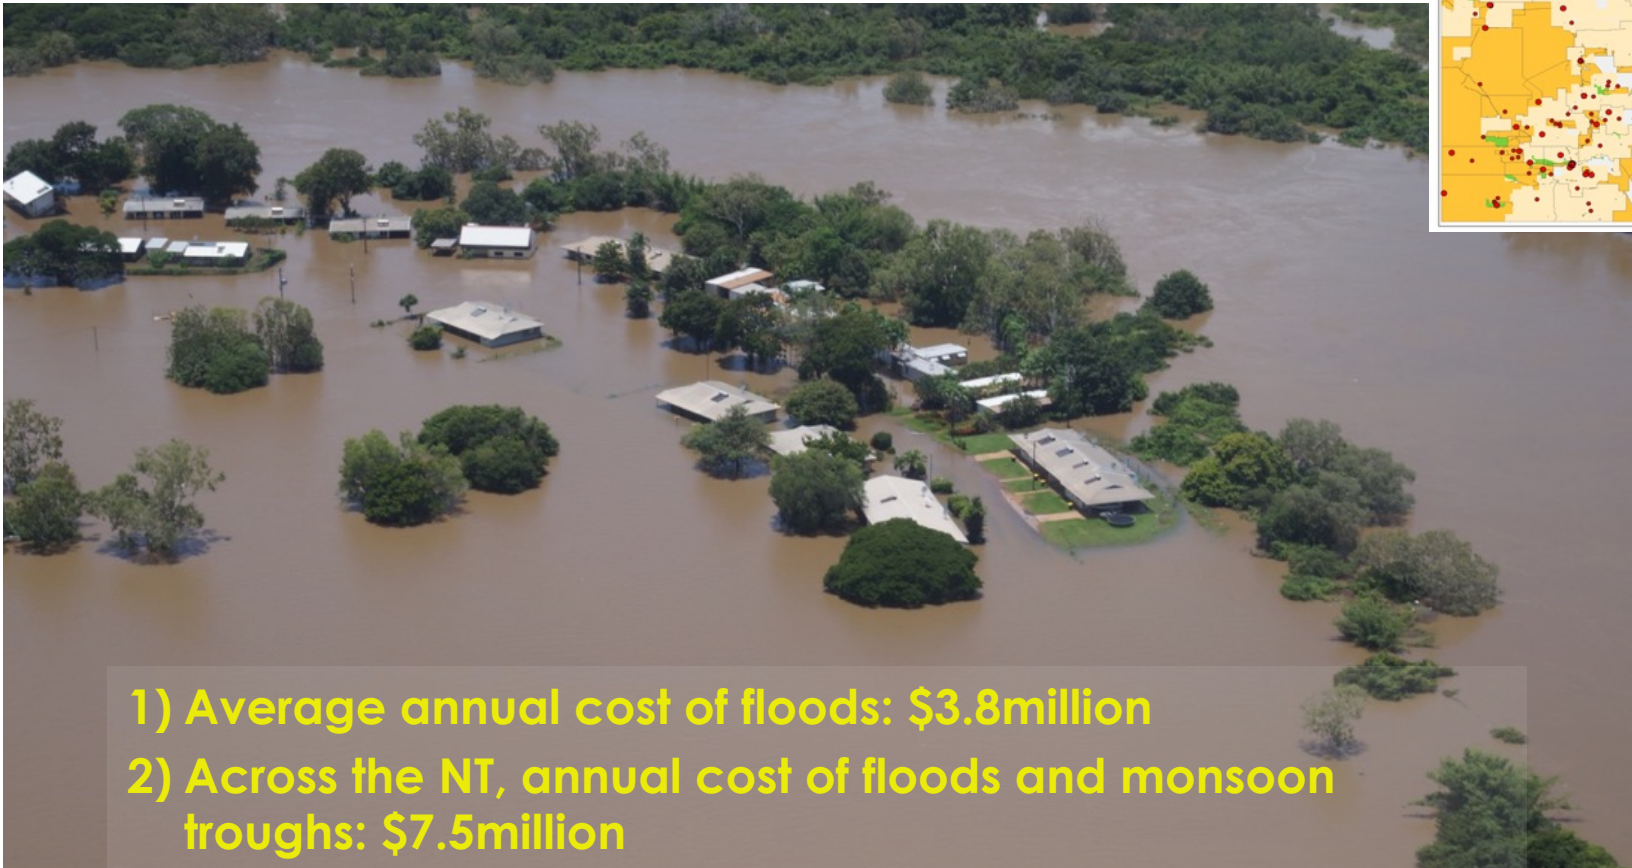 1) Average annual cost of floods: $3.8million
2) Across the NT, annual cost of floods and monsoon
troughs: $7.5million